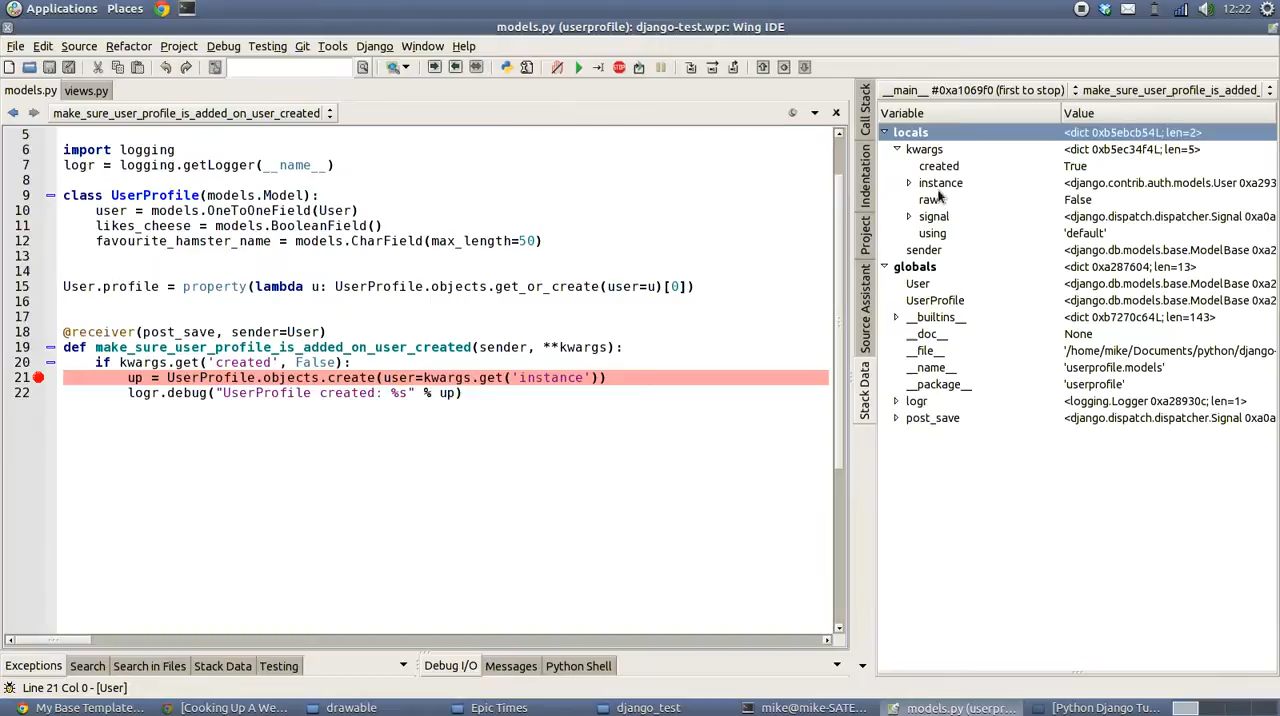 Applications Places 12:22
models.py (userprofile): django-test.wpr: Wing IDE
File Edit Source Refactor Project Debug Testing Git Tools Django Window Help
models.py views.py
make_sure_user_profile_is_added_on_user_created
5
6 import logging
7 logr = logging.getLogger(__name__)
8
9 class UserProfile(models.Model):
10 user = models.OneToOneField(User)
11 likes_cheese = models.BooleanField()
12 favourite_hamster_name = models.CharField(max_length=50)
13
14
15 User.profile = property(lambda u: UserProfile.objects.get_or_create(user=u)[0])
16
17
18 @receiver(post_save, sender=User)
19 def make_sure_user_profile_is_added_on_user_created(sender, **kwargs):
20 if kwargs.get('created', False):
21 up = UserProfile.objects.create(user=kwargs.get('instance'))
22 logr.debug("UserProfile created: %s" % up)
Call Stack
Indentation
Project
Source Assistant
Stack Data
__main__ #0xa1069f0 (first to stop) make_sure_user_profile_is_added_
Variable Value
locals <dict 0xb5ebcb54L; len=2>
kwargs <dict 0xb5ec34f4L; len=5>
created True
instance <django.contrib.auth.models.User 0xa293
raw False
signal <django.dispatch.dispatcher.Signal 0xa0a
using 'default'
sender <django.db.models.base.ModelBase 0xa2
globals <dict 0xa287604; len=13>
User <django.db.models.base.ModelBase 0xa2
UserProfile <django.db.models.base.ModelBase 0xa2
__builtins__ <dict 0xb7270c64L; len=143>
__doc__ None
__file__ '/home/mike/Documents/python/django-
__name__ 'userprofile.models'
__package__ 'userprofile'
logr <logging.Logger 0xa28930c; len=1>
post_save <django.dispatch.dispatcher.Signal 0xa0a
Exceptions Search Search in Files Stack Data Testing Debug I/O Messages Python Shell
Line 21 Col 0 - [User]
My Base Template... [Cooking Up A We... drawable Epic Times django_test mike@mike-SATE... models.py (userpr... [Python Django Tu...